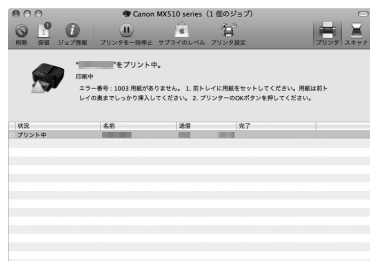 Canon MX510 series（1 個のジョブ）
削除 保留 ジョブ情報 プリンタを一時停止 サプライのレベル プリンタ設定 プリンタ スキャナ
“ ”をプリント中。
印刷中
エラー番号 : 1003 用紙がありません。 1. 前トレイに用紙をセットしてください。用紙は前ト
レイの奥までしっかり挿入してください。 2. プリンターのOKボタンを押してください。
状況 名前 送信 完了
プリント中